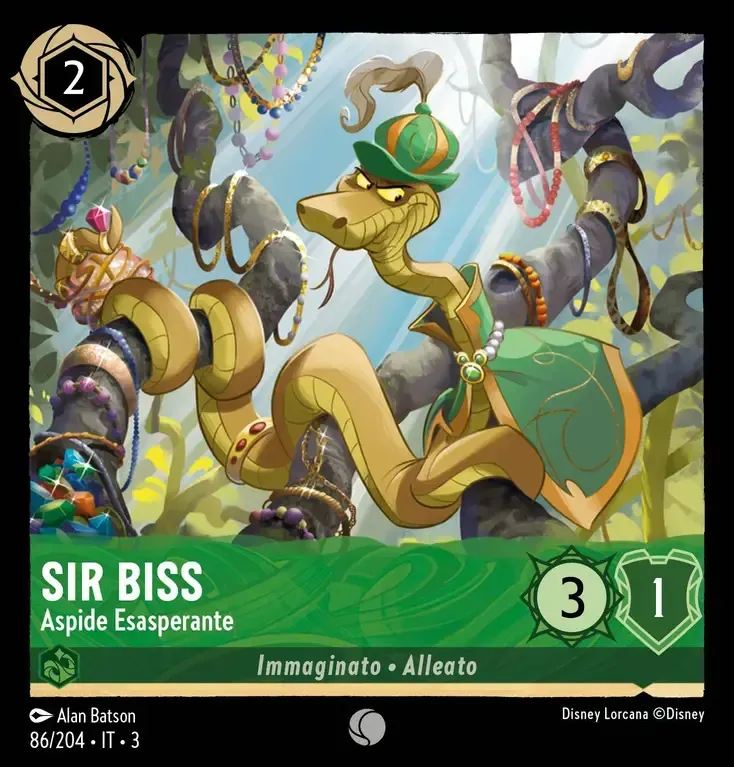 2
SIR BISS
Aspide Esasperante
3
1
Immaginato • Alleato
Alan Batson
Disney Lorcana ©Disney
86/204 • IT • 3